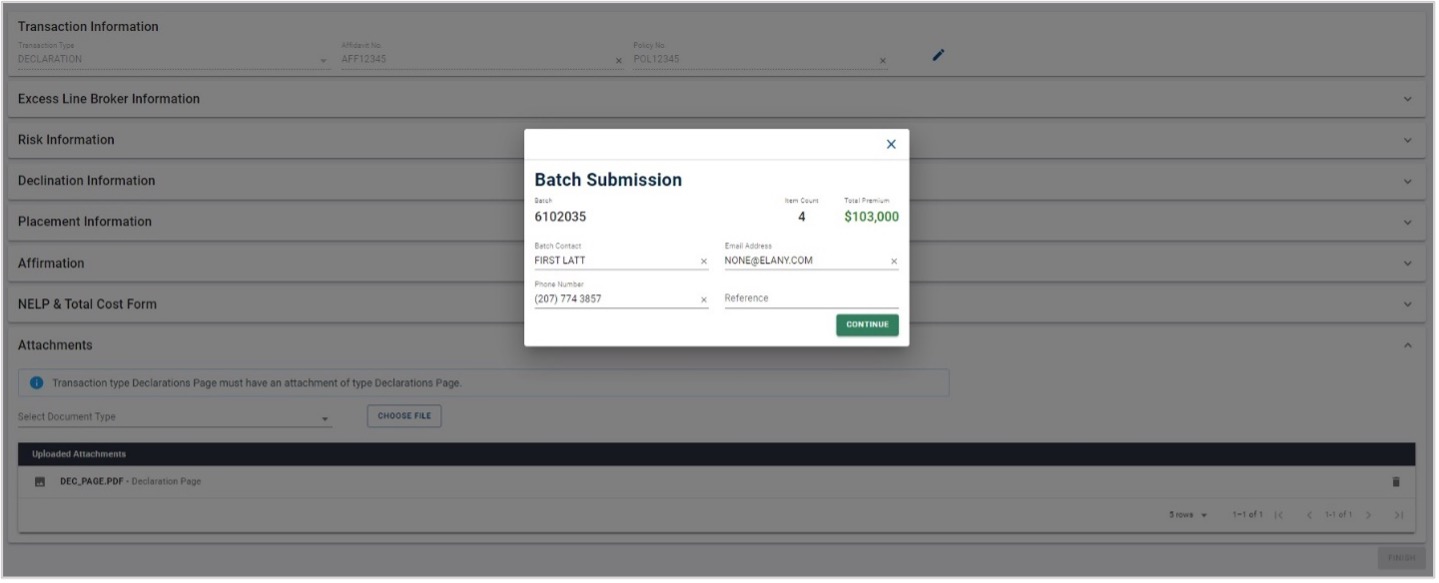 Transaction Information
Transaction Type Affidavit No. Policy No.
DECLARATION AFF12345 POL12345
Excess Line Broker Information
Risk Information
Declination Information
Placement Information
Affirmation
NELP & Total Cost Form
Attachments
Transaction type Declarations Page must have an attachment of type Declarations Page.
Select Document Type CHOOSE FILE
Uploaded Attachments
DEC_PAGE.PDF - Declaration Page
5 rows 1-1 of 1 1-1 of 1
FINISH
Batch Submission
Batch Item Count Total Premium
6102035 4 $103,000
Batch Contact Email Address
FIRST LATT NONE@ELANY.COM
Phone Number
(207) 774 3857 Reference
CONTINUE